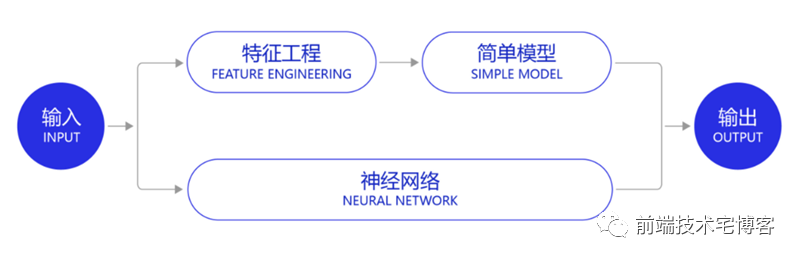 特征工程
FEATURE ENGINEERING
简单模型
SIMPLE MODEL
输入
INPUT
输出
OUTPUT
神经网络
NEURAL NETWORK
前端技术宅博客